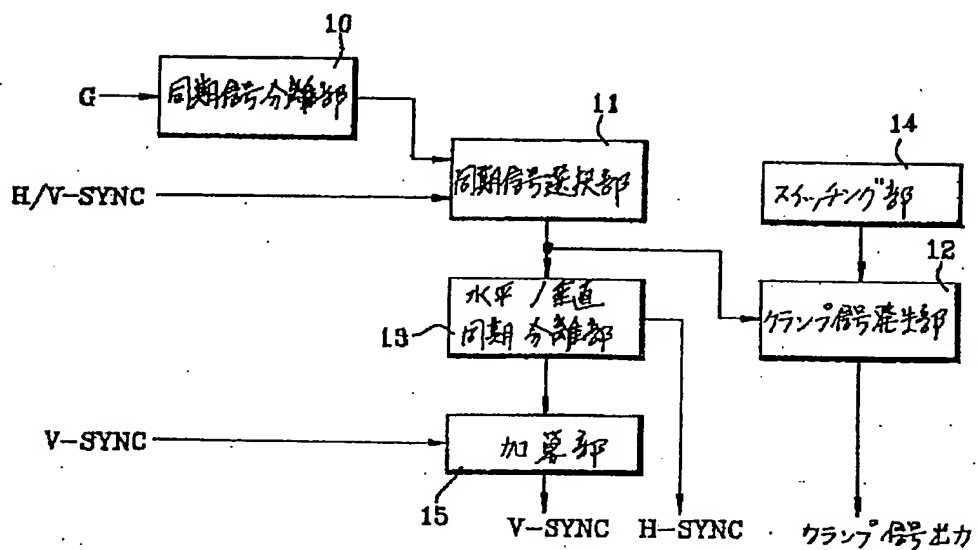 10
G
同期信号分離部
11
14
H/V-SYNC
同期信号選択部
スイッチング部
12
水平/垂直
同期分離部
13
クランプ信号発生部
V-SYNC
加算部
15
V-SYNC
H-SYNC
クランプ信号出力